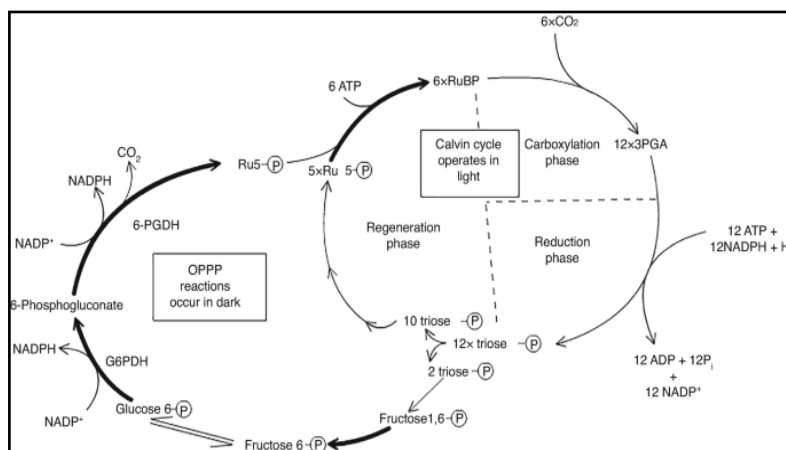 6×CO₂
6 ATP
6×RuBP
CO₂
NADPH
Ru5-P
5×Ru 5-P
Calvin cycle
operates in
light
Carboxylation
phase
12×3PGA
6-PGDH
NADP⁺
Regeneration
phase
Reduction
phase
12 ATP +
12NADPH + H
OPPP
reactions
occur in dark
6-Phosphogluconate
10 triose -P
12× triose -P
NADPH
G6PDH
2 triose-P
12 ADP + 12Pi
+
12 NADP⁺
NADP⁺
Glucose 6-P
Fructose1,6-P
Fructose 6-P